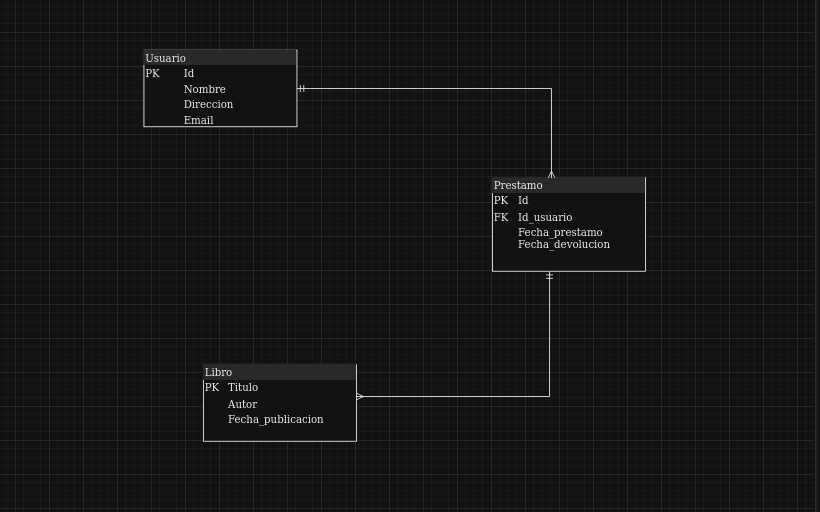 Usuario
PK Id
Nombre
Direccion
Email
Prestamo
PK Id
FK Id_usuario
Fecha_prestamo
Fecha_devolucion
Libro
PK Titulo
Autor
Fecha_publicacion